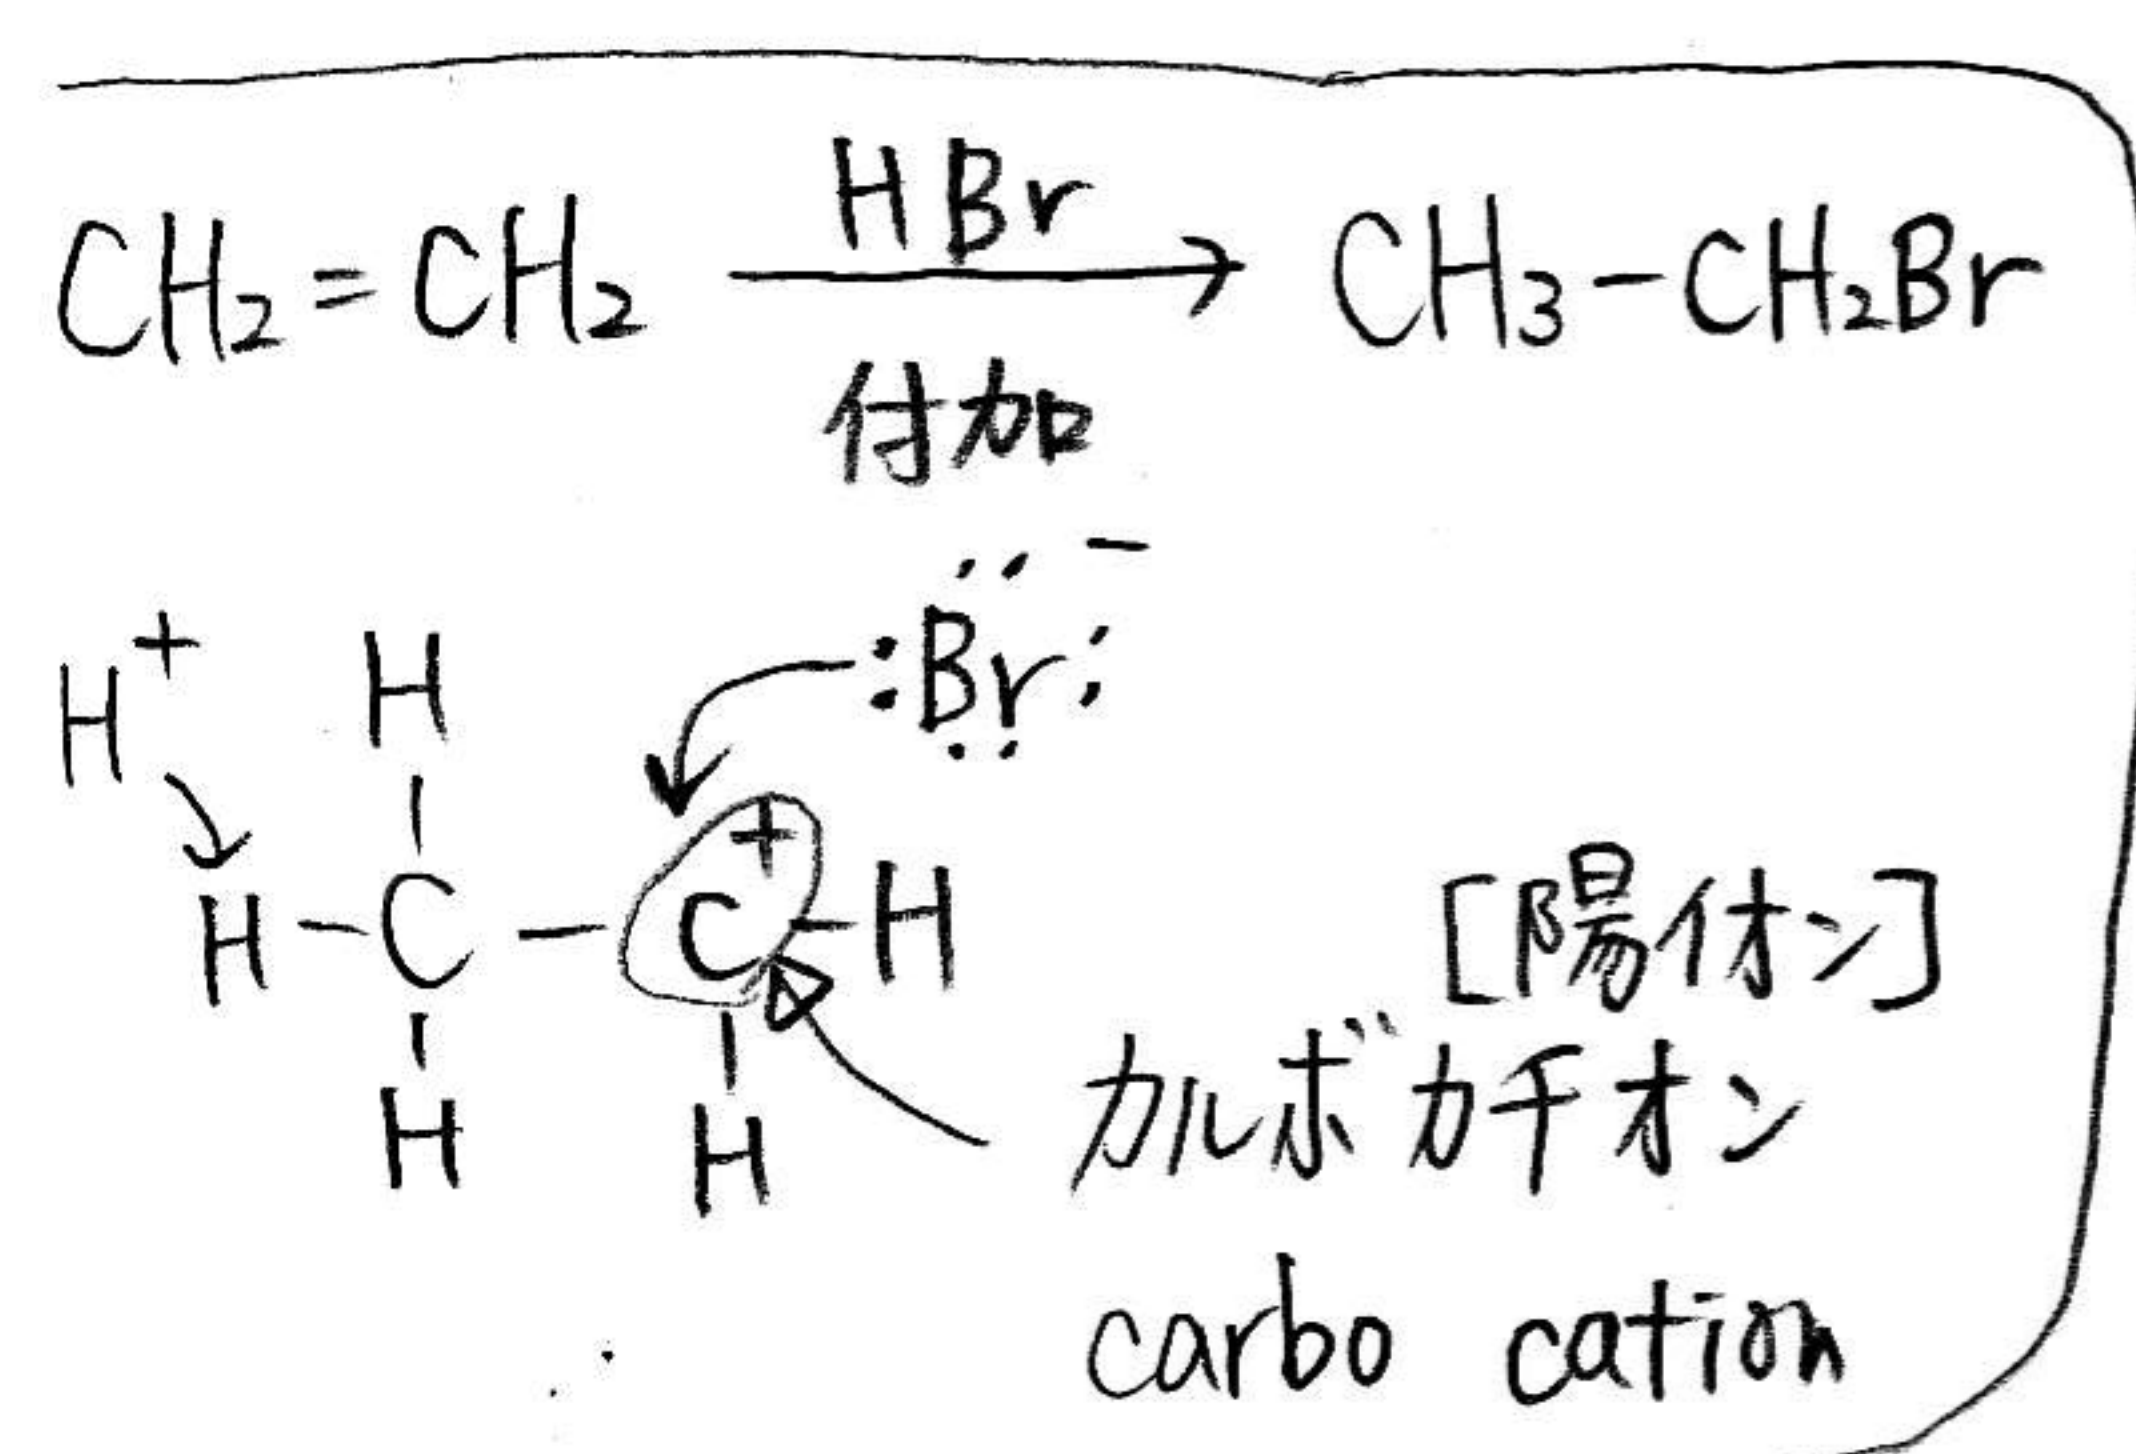 HBr
CH₂=CH₂ → CH₃-CH₂Br
付加
:Br: −
H⁺ H
H-C-C⁺-H
H H
[陽イオン]
カルボカチオン
carbo cation